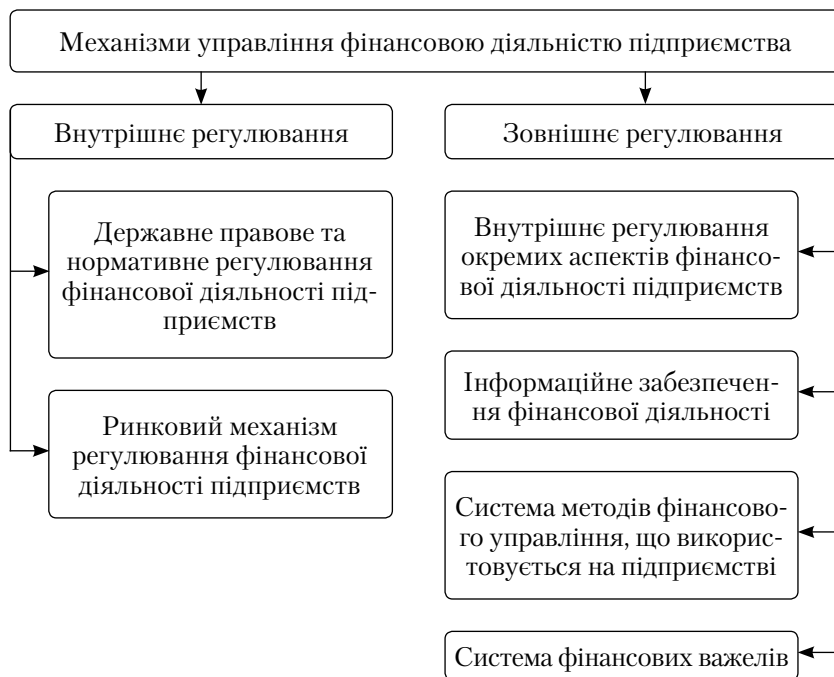 Механізми управління фінансовою діяльністю підприємства
Внутрішнє регулювання
Зовнішнє регулювання
Державне правове та
нормативне регулювання
фінансової діяльності під-
приємств
Ринковий механізм
регулювання фінансової
діяльності підприємств
Внутрішнє регулювання
окремих аспектів фінансо-
вої діяльності підприємств
Інформаційне забезпечен-
ня фінансової діяльності
Система методів фінансово-
го управління, що викорис-
товується на підприємстві
Система фінансових важелів